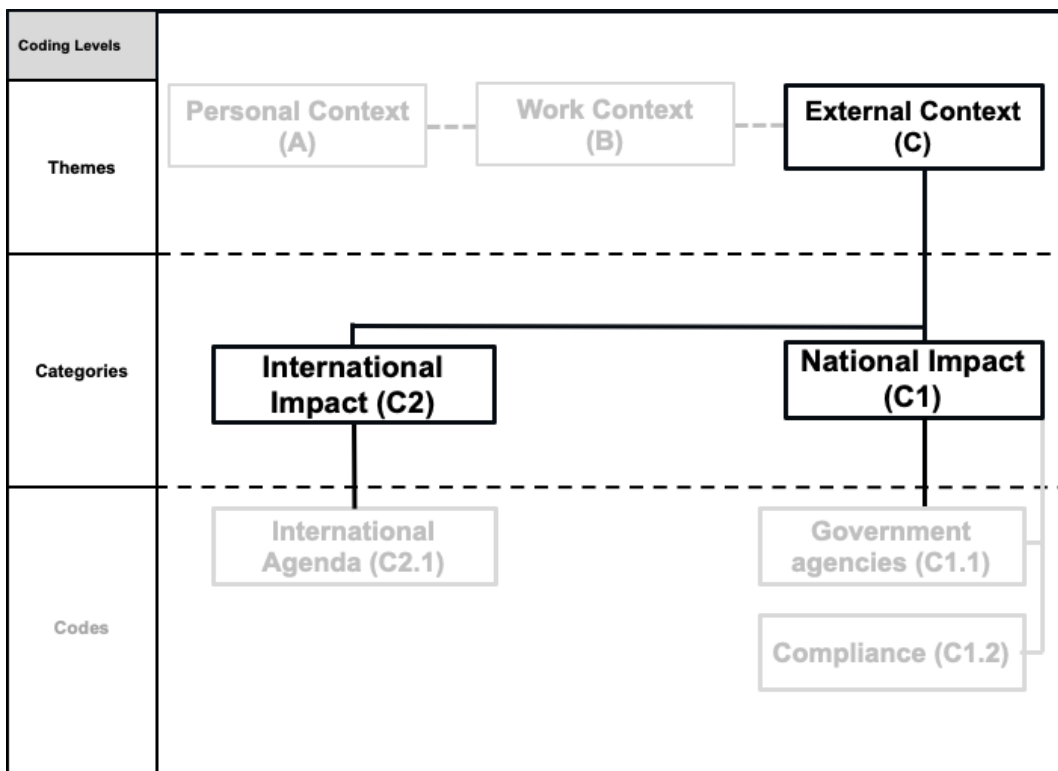 Coding Levels
Personal Context
(A)
Work Context
(B)
External Context
(C)
Themes
International
Impact (C2)
National Impact
(C1)
Categories
International
Agenda (C2.1)
Government
agencies (C1.1)
Codes
Compliance (C1.2)